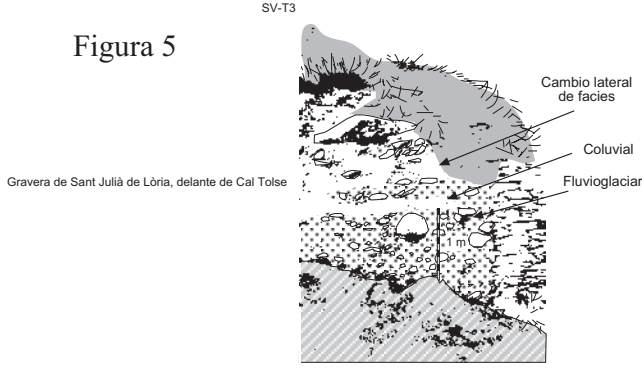 SV-T3
Figura 5
Cambio lateral
de facies
Coluvial
Gravera de Sant Julià de Lòria, delante de Cal Tolse
Fluvioglaciar
1 m